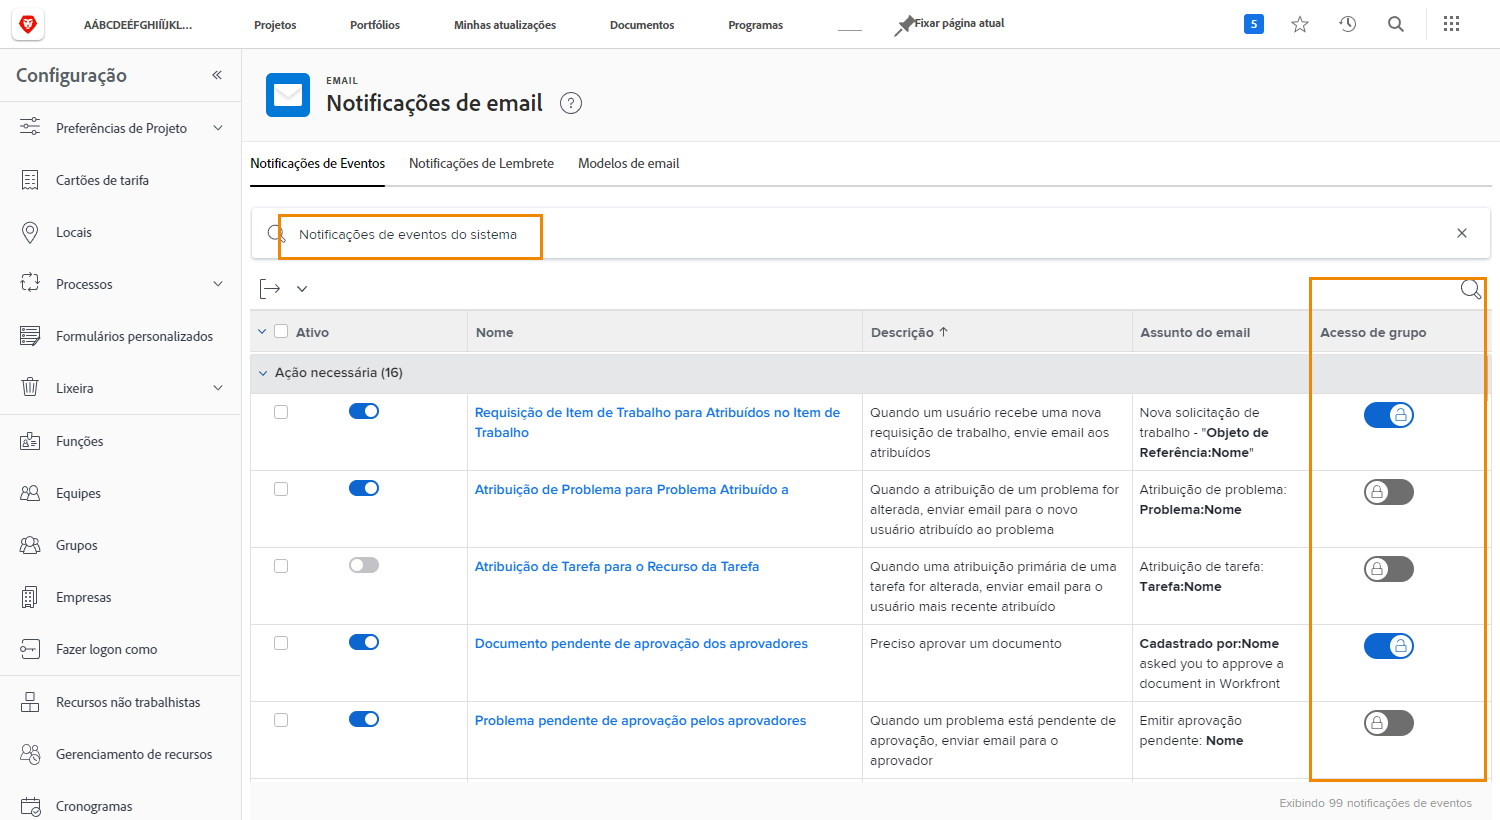 AÁBCDEÉFGHIÍÏJKL...
Projetos
Portfólios
Minhas atualizações
Documentos
Programas
Fixar página atual
5
Configuração
Preferências de Projeto
Cartões de tarifa
Locais
Processos
Formulários personalizados
Lixeira
Funções
Equipes
Grupos
Empresas
Fazer logon como
Recursos não trabalhistas
Gerenciamento de recursos
Cronogramas
EMAIL
Notificações de email
?
Notificações de Eventos
Notificações de Lembrete
Modelos de email
Notificações de eventos do sistema
Ativo
Nome
Descrição
Assunto do email
Acesso de grupo
Ação necessária (16)
Requisição de Item de Trabalho para Atribuídos no Item de
Trabalho
Quando um usuário recebe uma nova
requisição de trabalho, envie email aos
atribuídos
Nova solicitação de
trabalho - "Objeto de
Referência:Nome"
Atribuição de Problema para Problema Atribuído a
Quando a atribuição de um problema for
alterada, enviar email para o novo
usuário atribuído ao problema
Atribuição de problema:
Problema:Nome
Atribuição de Tarefa para o Recurso da Tarefa
Quando uma atribuição primária de uma
tarefa for alterada, enviar email para o
usuário mais recente atribuído
Atribuição de tarefa:
Tarefa:Nome
Documento pendente de aprovação dos aprovadores
Preciso aprovar um documento
Cadastrado por:Nome
asked you to approve a
document in Workfront
Problema pendente de aprovação pelos aprovadores
Quando um problema está pendente de
aprovação, enviar email para o
aprovador
Emitir aprovação
pendente: Nome
Exibindo 99 notificações de eventos